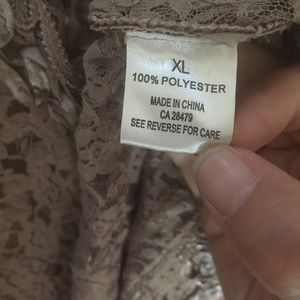 XL
100% POLYESTER
MADE IN CHINA
CA 28479
SEE REVERSE FOR CARE